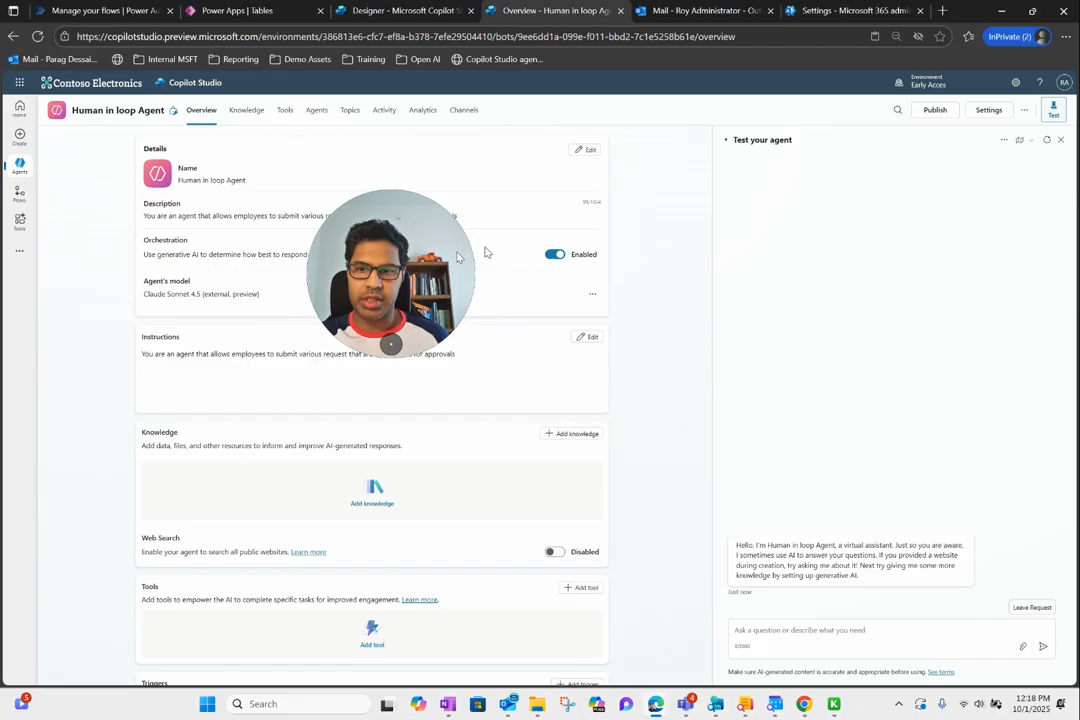 Manage your flows | Power Au
Power Apps | Tables
Designer - Microsoft Copilot S
Overview - Human in loop Age
Mail - Roy Administrator - Out
Settings - Microsoft 365 admi
https://copilotstudio.preview.microsoft.com/environments/386813e6-cfc7-ef8a-b378-7efe29504410/bots/9ee6dd1a-099e-f011-bbd2-7c1e5258b61e/overview
InPrivate (2)
Mail - Parag Dessai...
Internal MSFT
Reporting
Demo Assets
Training
Open AI
Copilot Studio agen...
Contoso Electronics
Copilot Studio
Environment
Early Acces
RA
Human in loop Agent
Overview
Knowledge
Tools
Agents
Topics
Activity
Analytics
Channels
Publish
Settings
Test
Home
Create
Agents
Flows
Tools
Details
Edit
Name
Human in loop Agent
Description
99/1024
You are an agent that allows employees to submit various
Orchestration
Use generative AI to determine how best to respond
Enabled
Agent's model
Claude Sonnet 4.5 (external, preview)
Instructions
Edit
You are an agent that allows employees to submit various request that approvals
Knowledge
Add knowledge
Add data, files, and other resources to inform and improve AI-generated responses.
Add knowledge
Web Search
Enable your agent to search all public websites. Learn more
Disabled
Tools
Add tool
Add tools to empower the AI to complete specific tasks for improved engagement. Learn more.
Add tool
Triggers
Add trigger
Test your agent
Hello, I'm Human in loop Agent, a virtual assistant. Just so you are aware,
I sometimes use AI to answer your questions. If you provided a website
during creation, try asking me about it! Next try giving me some more
knowledge by setting up generative AI.
Just now
Leave Request
Ask a question or describe what you need
0/2000
Make sure AI-generated content is accurate and appropriate before using. See terms
5
Search
4
12:18 PM
10/1/2025